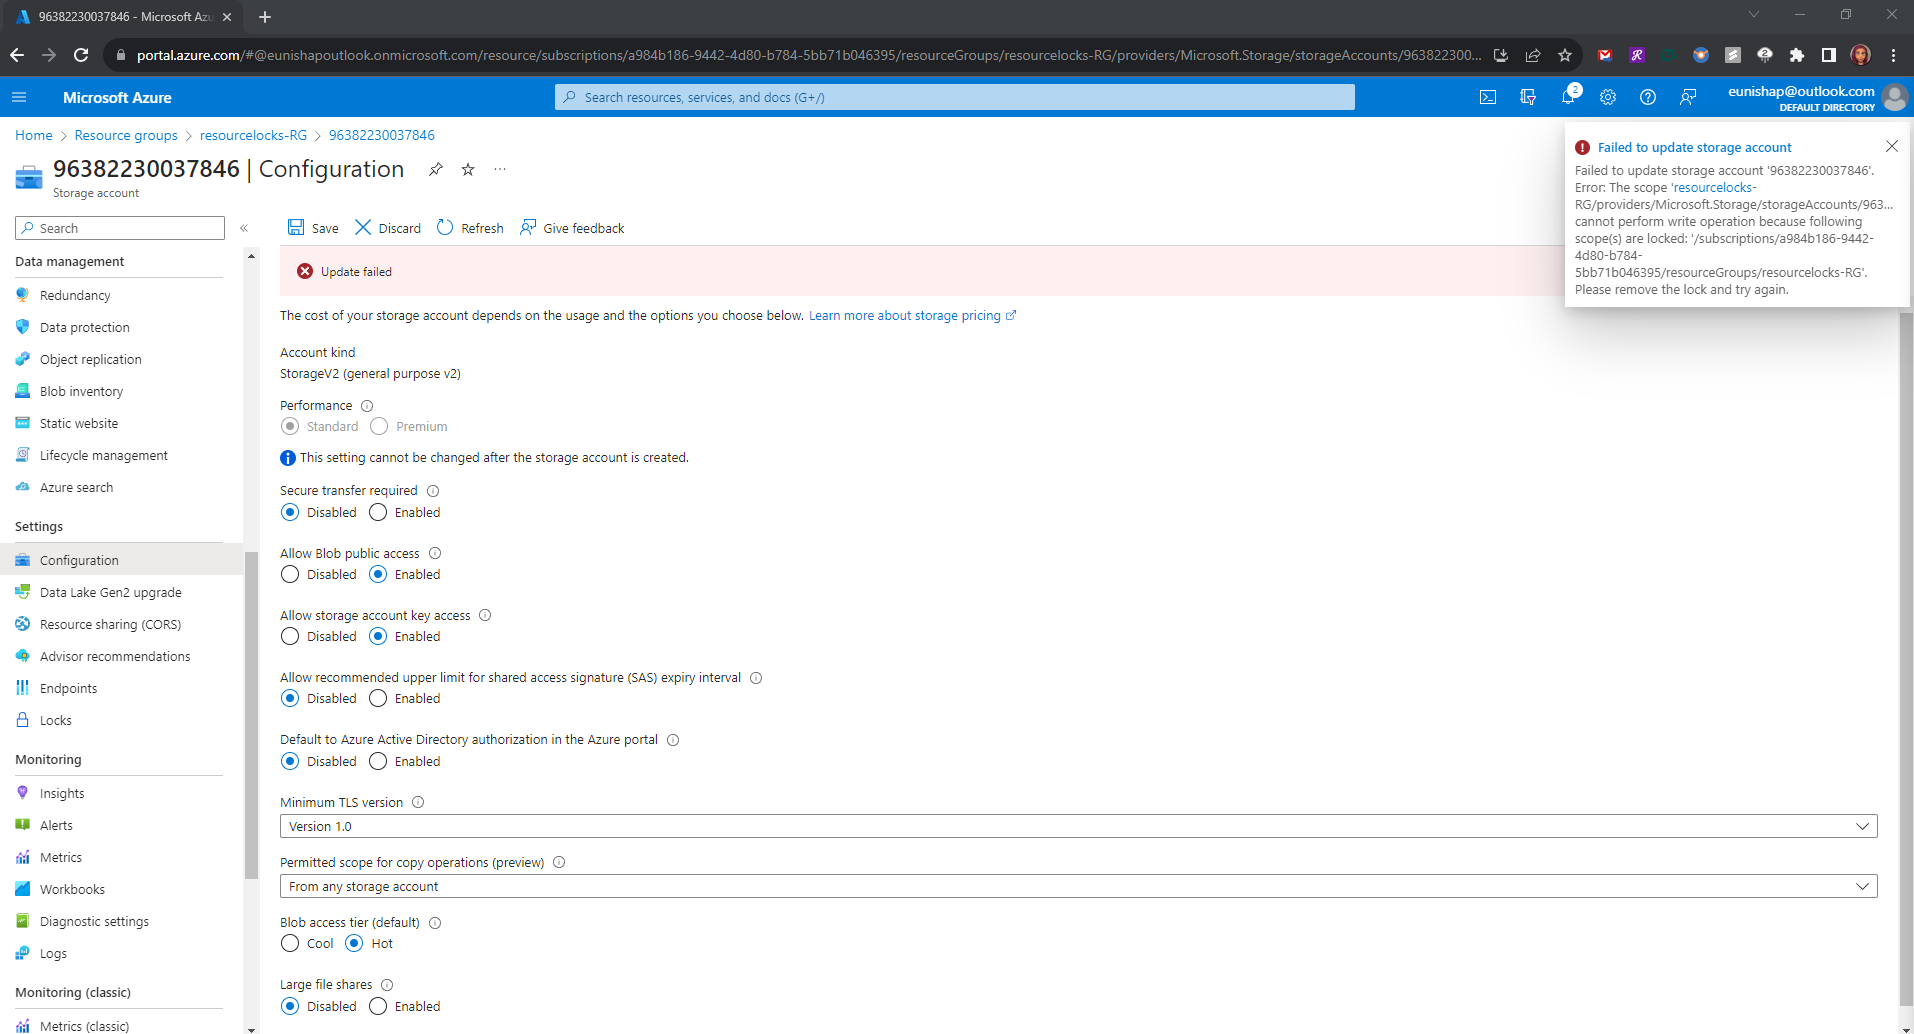 96382230037846 - Microsoft Azu
portal.azure.com/#@eunishapoutlook.onmicrosoft.com/resource/subscriptions/a984b186-9442-4d80-b784-5bb71b046395/resourceGroups/resourcelocks-RG/providers/Microsoft.Storage/storageAccounts/963822300...
Microsoft Azure
Search resources, services, and docs (G+/)
2
eunishap@outlook.com
DEFAULT DIRECTORY
Home > Resource groups > resourcelocks-RG > 96382230037846
96382230037846 | Configuration
Storage account
Failed to update storage account
Failed to update storage account '96382230037846'.
Error: The scope 'resourcelocks-
RG/providers/Microsoft.Storage/storageAccounts/963...
cannot perform write operation because following
scope(s) are locked: '/subscriptions/a984b186-9442-
4d80-b784-
5bb71b046395/resourceGroups/resourcelocks-RG'.
Please remove the lock and try again.
Search
Data management
Redundancy
Data protection
Object replication
Blob inventory
Static website
Lifecycle management
Azure search
Settings
Configuration
Data Lake Gen2 upgrade
Resource sharing (CORS)
Advisor recommendations
Endpoints
Locks
Monitoring
Insights
Alerts
Metrics
Workbooks
Diagnostic settings
Logs
Monitoring (classic)
Metrics (classic)
Save Discard Refresh Give feedback
Update failed
The cost of your storage account depends on the usage and the options you choose below. Learn more about storage pricing
Account kind
StorageV2 (general purpose v2)
Performance
Standard Premium
This setting cannot be changed after the storage account is created.
Secure transfer required
Disabled Enabled
Allow Blob public access
Disabled Enabled
Allow storage account key access
Disabled Enabled
Allow recommended upper limit for shared access signature (SAS) expiry interval
Disabled Enabled
Default to Azure Active Directory authorization in the Azure portal
Disabled Enabled
Minimum TLS version
Version 1.0
Permitted scope for copy operations (preview)
From any storage account
Blob access tier (default)
Cool Hot
Large file shares
Disabled Enabled